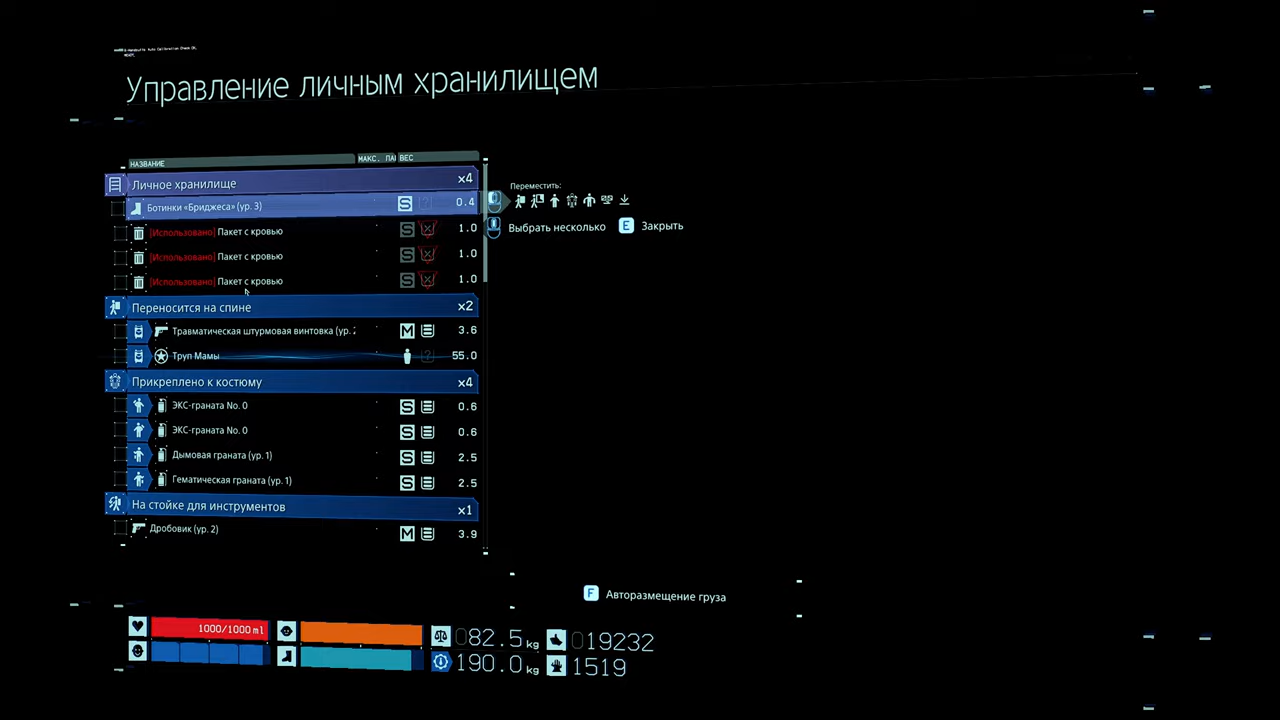 Управление личным хранилищем
НАЗВАНИЕ МАКС. ПА ВЕС
Личное хранилище x4
Ботинки «Бриджеса» (ур. 3) S 0.4
[Использовано] Пакет с кровью S 1.0
[Использовано] Пакет с кровью S 1.0
[Использовано] Пакет с кровью S 1.0
Переносится на спине x2
Травматическая штурмовая винтовка (ур. M 3.6
Труп Мамы 55.0
Прикреплено к костюму x4
ЭКС-граната No. 0 S 0.6
ЭКС-граната No. 0 S 0.6
Дымовая граната (ур. 1) S 2.5
Гематическая граната (ур. 1) S 2.5
На стойке для инструментов x1
Дробовик (ур. 2) M 3.9
Переместить:
Выбрать несколько E Закрыть
F Авторазмещение груза
1000/1000 ml
082.5 kg 019232
190.0 kg 1519